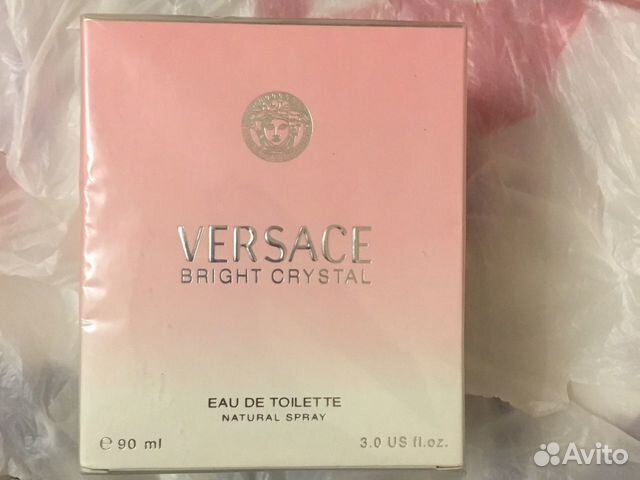 VERSACE
BRIGHT CRYSTAL
EAU DE TOILETTE
NATURAL SPRAY
℮ 90 ml 3.0 US fl.oz.
Avito